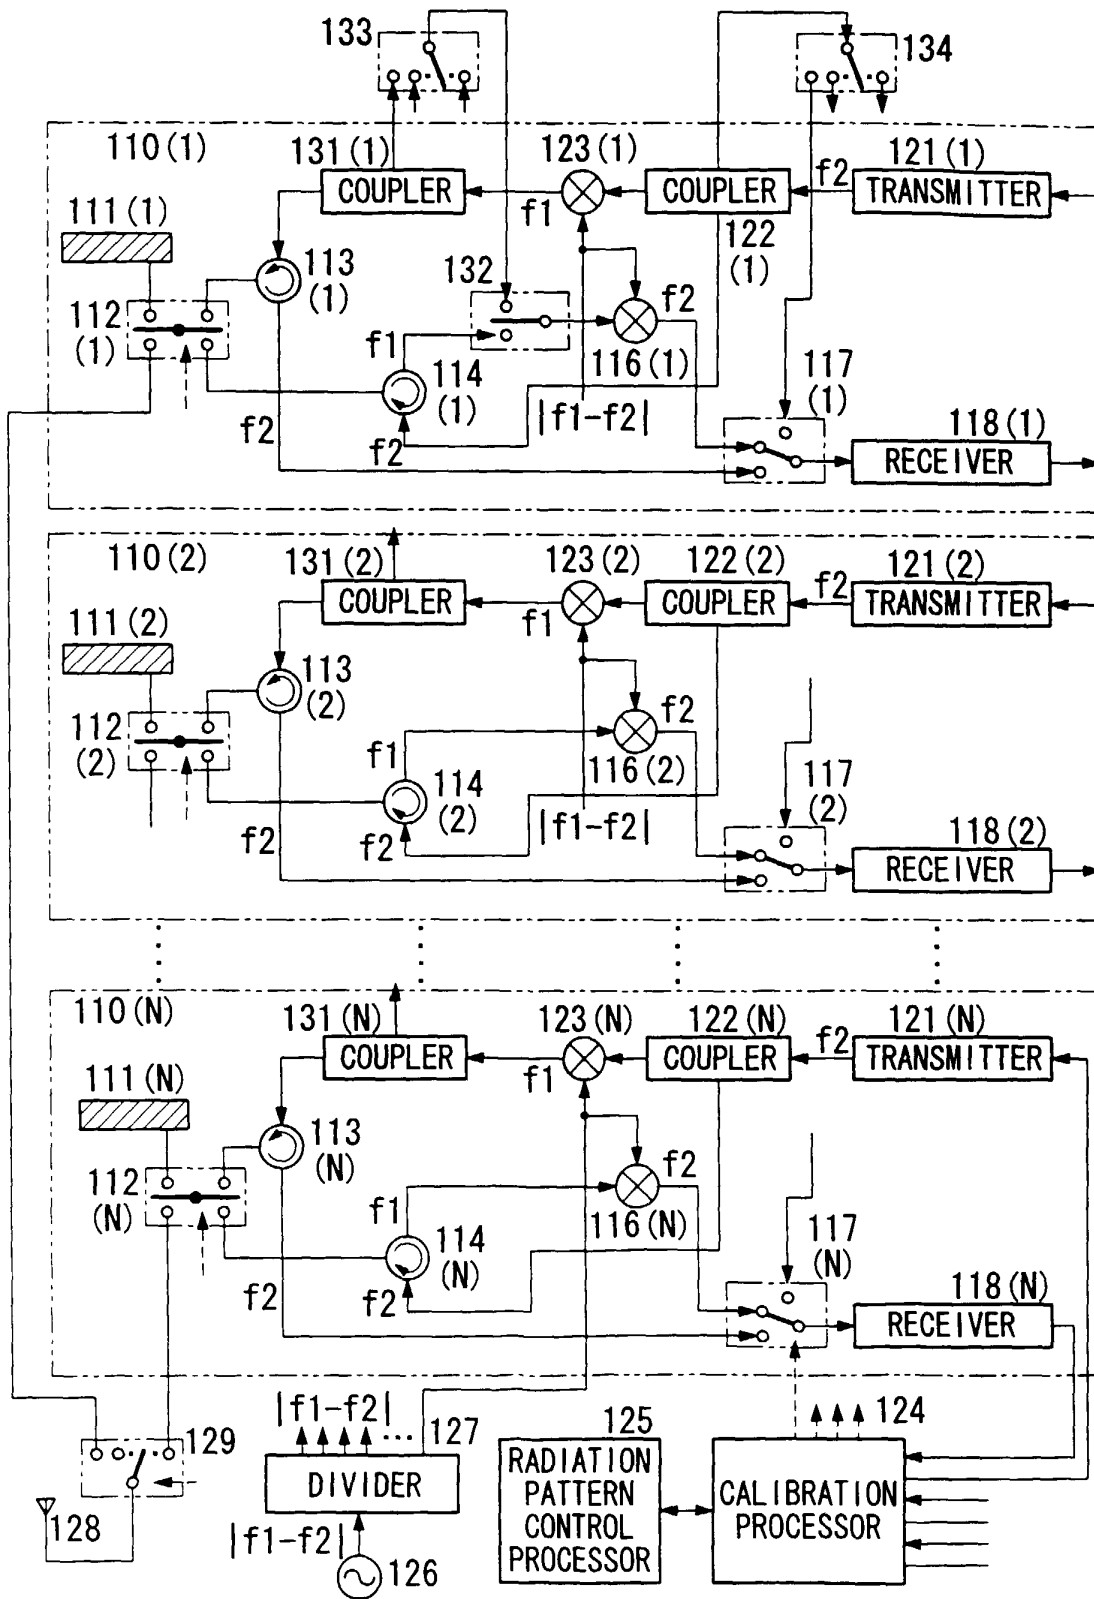 133
134
110(1)
131(1)
123(1)
121(1)
COUPLER
COUPLER
f2
TRANSMITTER
f1
111(1)
122
(1)
113
(1)
132
112
(1)
f2
f1
116(1)
114
(1)
117
(1)
|f1-f2|
f2
f2
118(1)
RECEIVER
110(2)
131(2)
123(2)
122(2)
121(2)
COUPLER
COUPLER
f2
TRANSMITTER
f1
111(2)
113
(2)
112
(2)
f2
f1
116(2)
114
(2)
117
(2)
|f1-f2|
f2
f2
118(2)
RECEIVER
110(N)
131(N)
123(N)
122(N)
121(N)
COUPLER
COUPLER
f2
TRANSMITTER
f1
111(N)
113
(N)
112
(N)
f2
f1
116(N)
114
(N)
117
(N)
f2
f2
118(N)
RECEIVER
|f1-f2|
129
127
125
124
DIVIDER
RADIATION
PATTERN
CONTROL
PROCESSOR
CALIBRATION
PROCESSOR
128
|f1-f2|
126